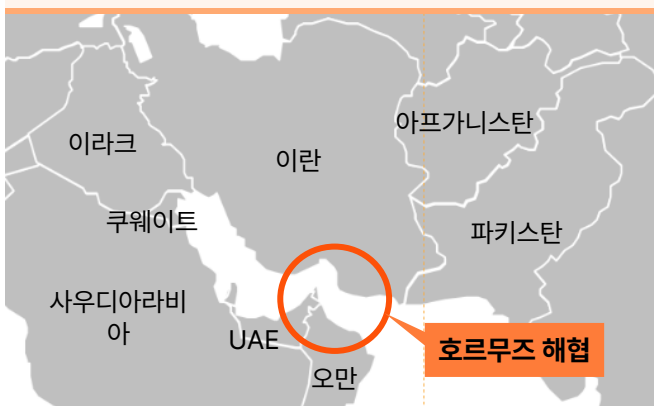 아프가니스탄
이라크
이란
쿠웨이트
파키스탄
사우디아라비
아
UAE
호르무즈 해협
오만